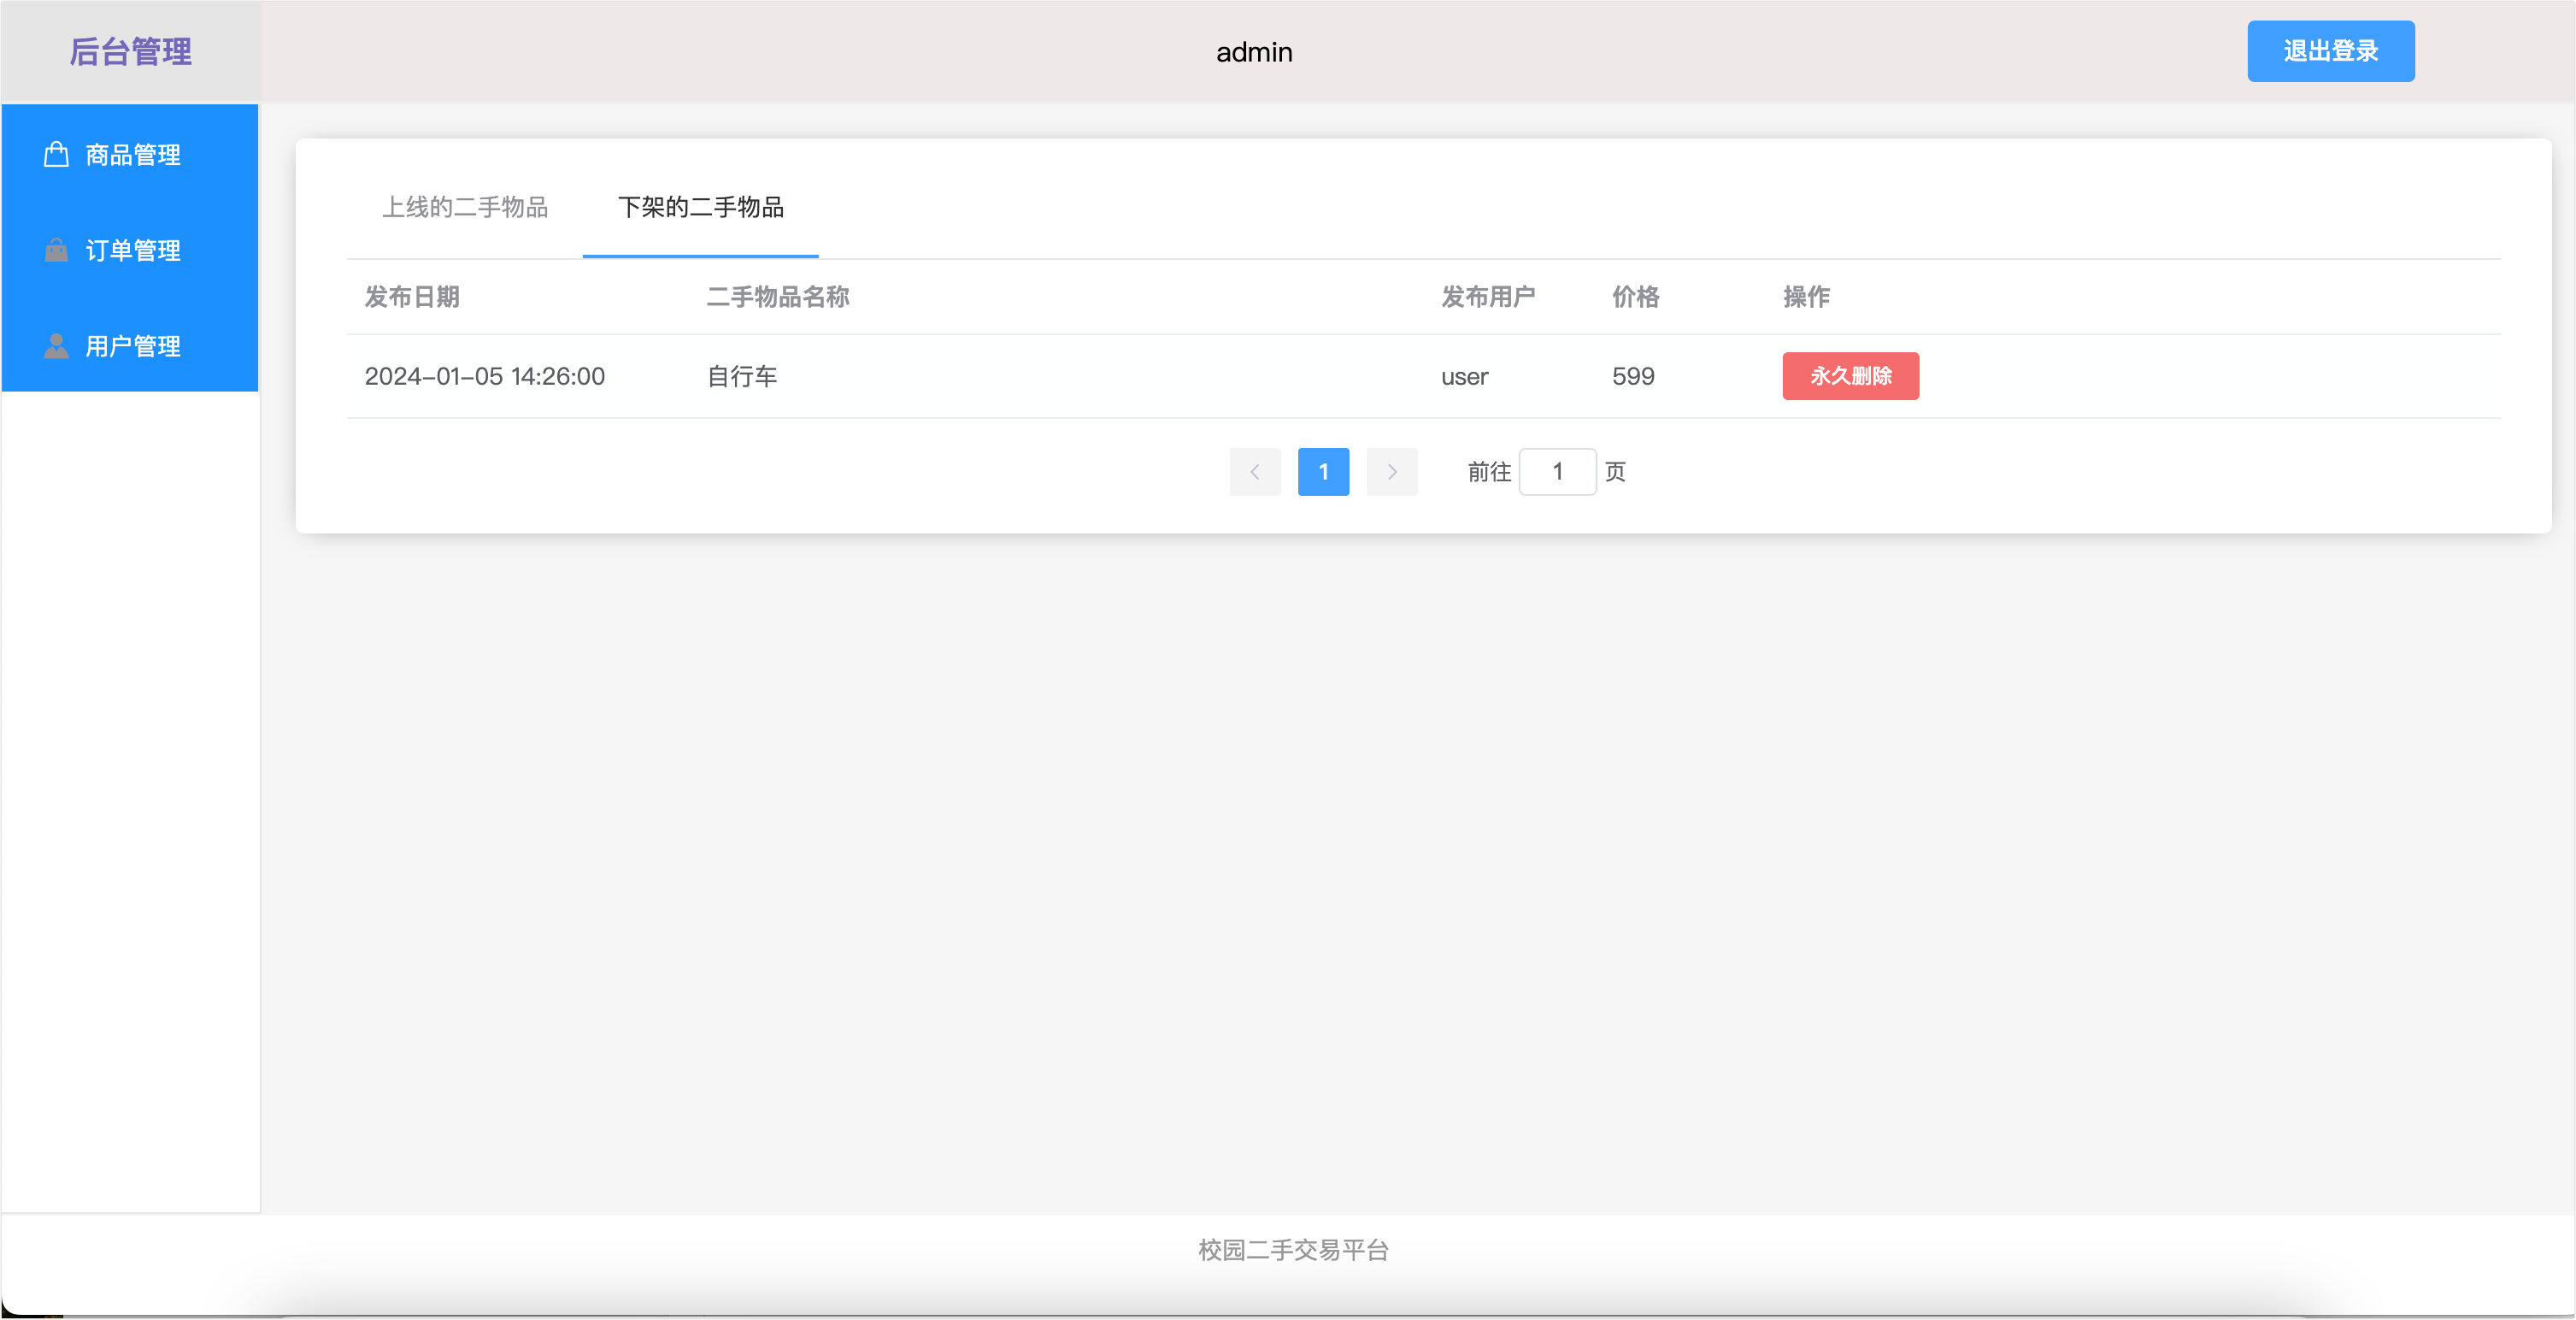 后台管理
admin
退出登录
商品管理
订单管理
用户管理
上线的二手物品 下架的二手物品
发布日期 二手物品名称 发布用户 价格 操作
2024-01-05 14:26:00 自行车 user 599 永久删除
1 前往 1 页
校园二手交易平台